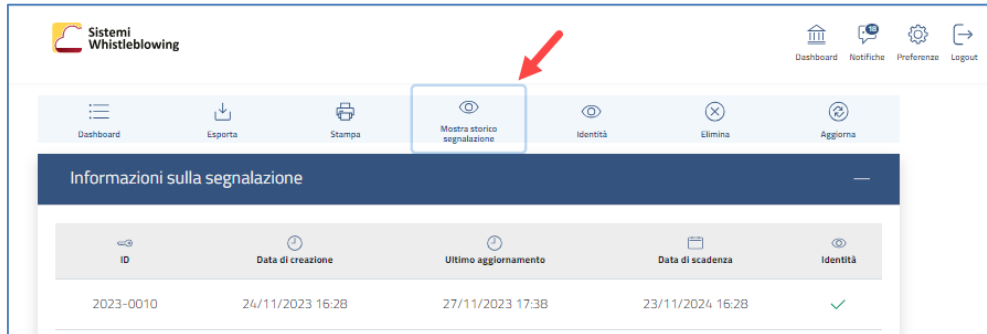 Sistemi
Whistleblowing
18
Dashboard Notifiche Preferenze Logout
Dashboard Esporta Stampa Mostra storico Identità Elimina Aggiorna
segnalazione
Informazioni sulla segnalazione
ID Data di creazione Ultimo aggiornamento Data di scadenza Identità
2023-0010 24/11/2023 16:28 27/11/2023 17:38 23/11/2024 16:28